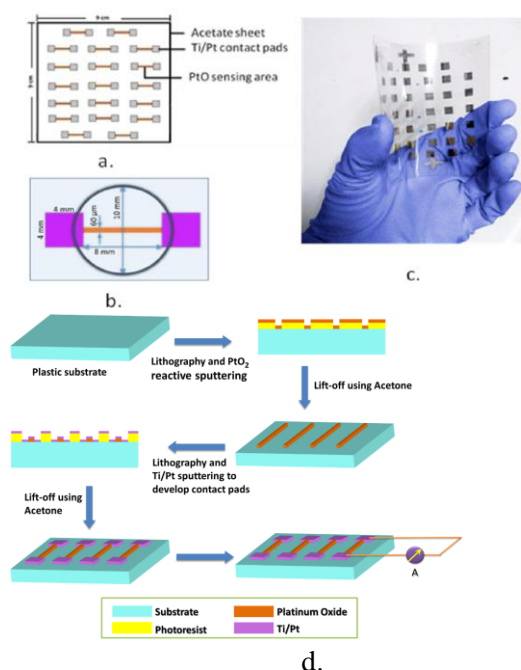 9 cm
9 cm
Acetate sheet
Ti/Pt contact pads
PtO sensing area
a.
4 mm
4 mm
60 µm
10 mm
8 mm
b.
c.
Plastic substrate
Lithography and PtO₂
reactive sputtering
Lift-off using Acetone
Lithography and
Ti/Pt sputtering to
develop contact pads
Lift-off using
Acetone
A
Substrate
Platinum Oxide
Photoresist
Ti/Pt
d.